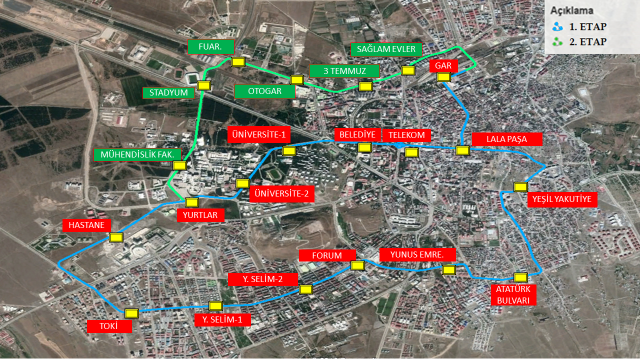 Açıklama
1. ETAP
2. ETAP
FUAR.
SAĞLAM EVLER
3 TEMMUZ
GAR
STADYUM
OTOGAR
ÜNİVERSİTE-1
BELEDİYE
TELEKOM
LALA PAŞA
MÜHENDİSLİK FAK.
ÜNİVERSİTE-2
YEŞİL YAKUTİYE
YURTLAR
HASTANE
FORUM
YUNUS EMRE.
Y. SELİM-2
ATATÜRK
BULVARI
TOKİ
Y. SELİM-1